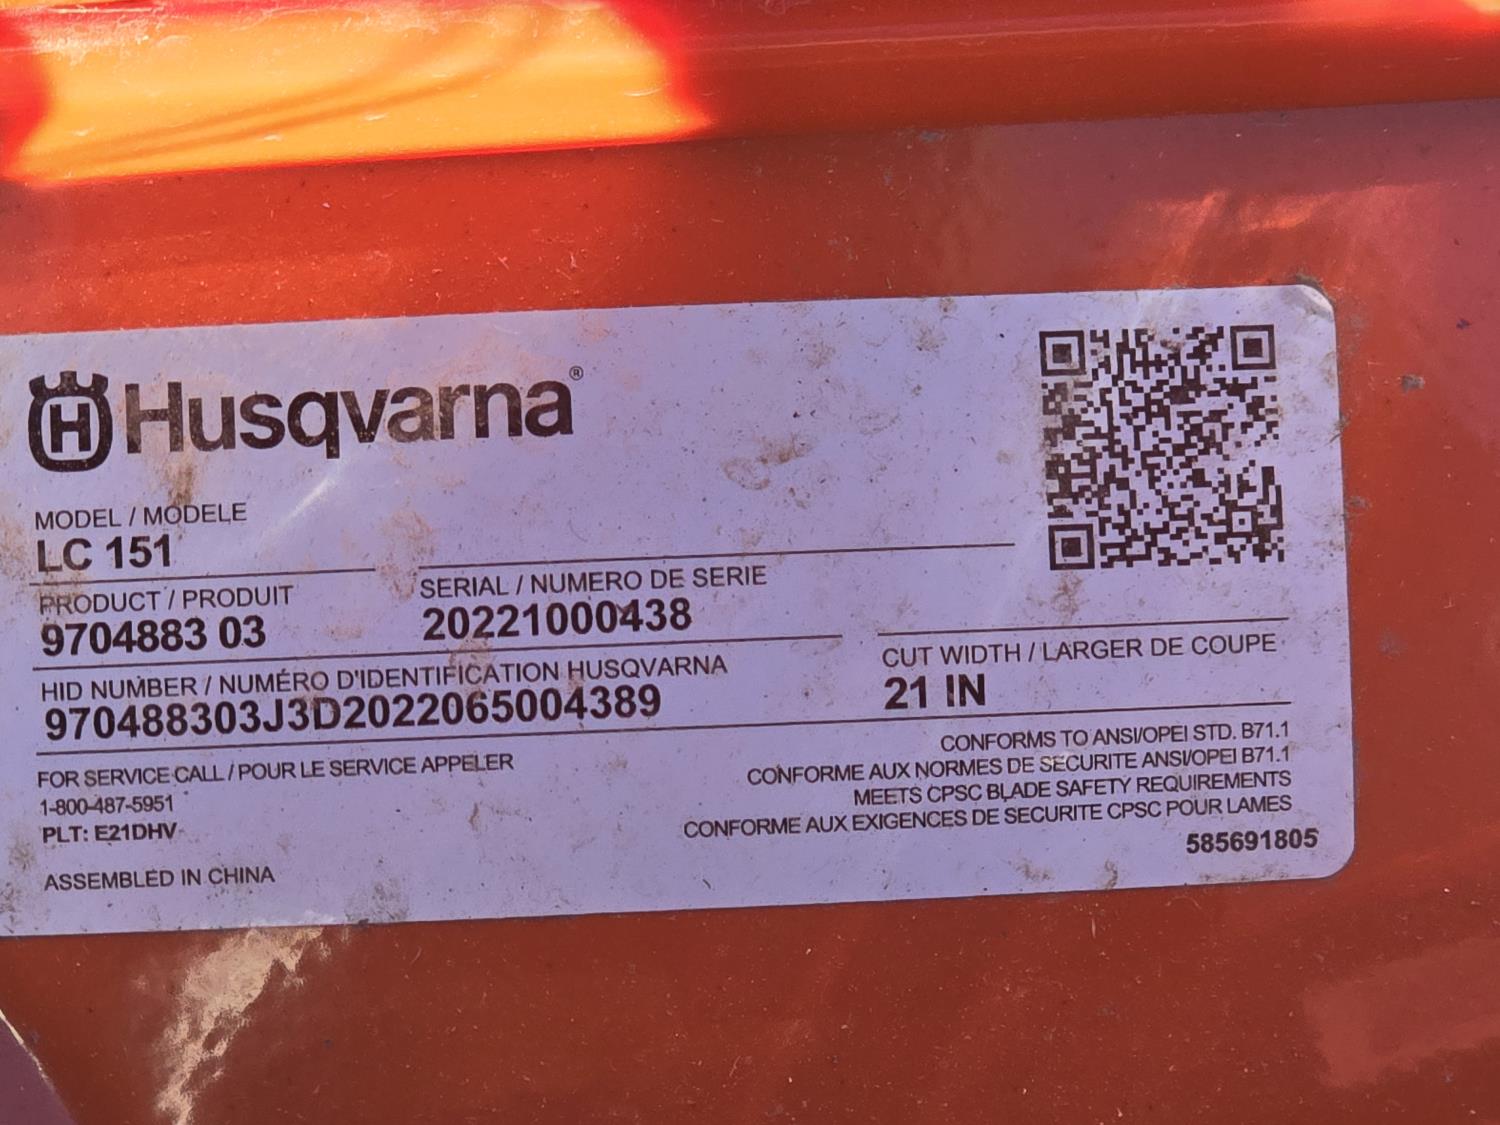 Husqvarna®
MODEL / MODELE
LC 151
PRODUCT / PRODUIT
9704883 03
SERIAL / NUMERO DE SERIE
20221000438
HID NUMBER / NUMÉRO D'IDENTIFICATION HUSQVARNA
970488303J3D2022065004389
CUT WIDTH / LARGER DE COUPE
21 IN
FOR SERVICE CALL / POUR LE SERVICE APPELER
1-800-487-5951
PLT: E21DHV
ASSEMBLED IN CHINA
CONFORMS TO ANSI/OPEI STD. B71.1
CONFORME AUX NORMES DE SECURITE ANSI/OPEI B71.1
MEETS CPSC BLADE SAFETY REQUIREMENTS
CONFORME AUX EXIGENCES DE SECURITE CPSC POUR LAMES
585691805